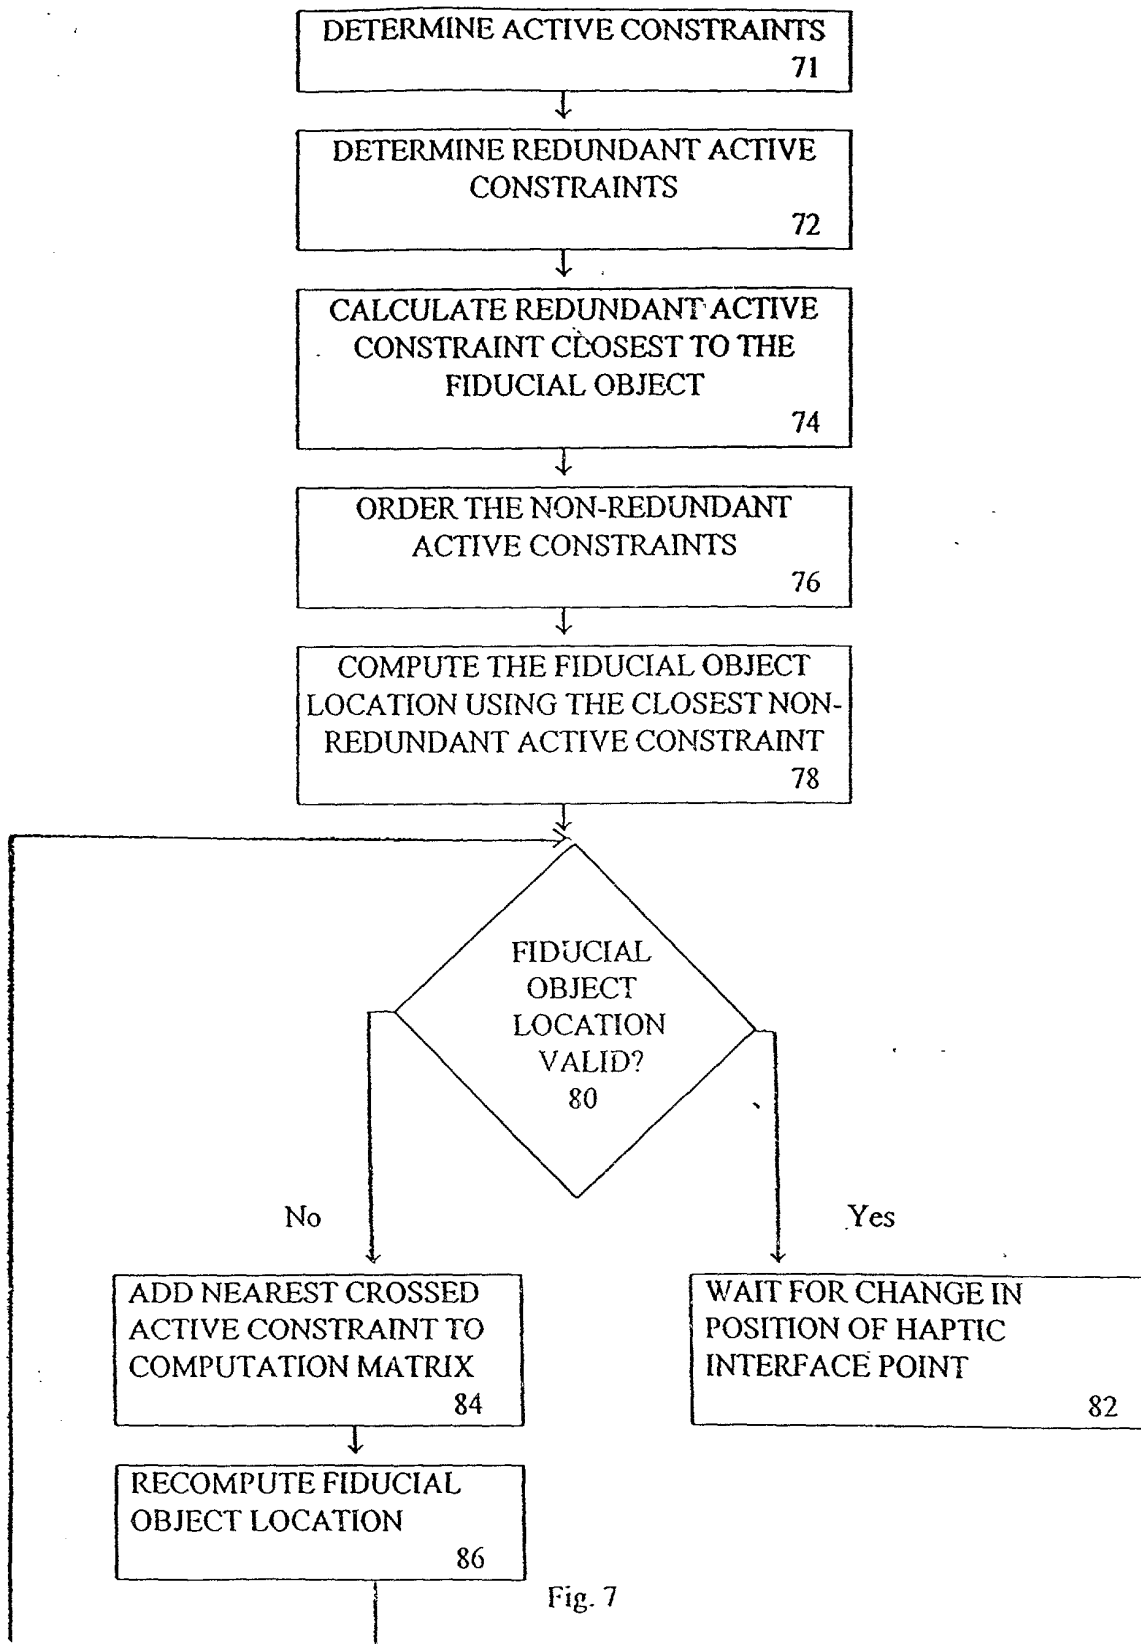 DETERMINE ACTIVE CONSTRAINTS
71
DETERMINE REDUNDANT ACTIVE
CONSTRAINTS
72
CALCULATE REDUNDANT ACTIVE
CONSTRAINT CLOSEST TO THE
FIDUCIAL OBJECT
74
ORDER THE NON-REDUNDANT
ACTIVE CONSTRAINTS
76
COMPUTE THE FIDUCIAL OBJECT
LOCATION USING THE CLOSEST NON-
REDUNDANT ACTIVE CONSTRAINT
78
FIDUCIAL
OBJECT
LOCATION
VALID?
80
No
Yes
ADD NEAREST CROSSED
ACTIVE CONSTRAINT TO
COMPUTATION MATRIX
84
WAIT FOR CHANGE IN
POSITION OF HAPTIC
INTERFACE POINT
82
RECOMPUTE FIDUCIAL
OBJECT LOCATION
86
Fig. 7